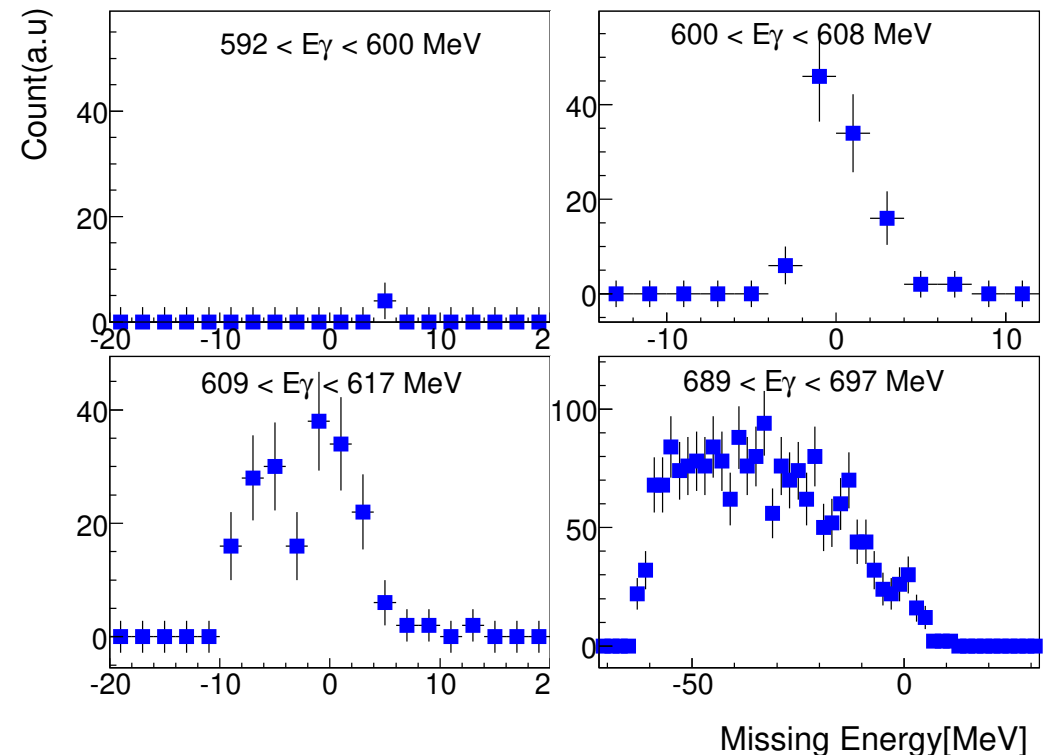 Count(a.u)
592 < Eγ < 600 MeV
40
20
0
-20 -10 0 10 2
600 < Eγ < 608 MeV
40
20
0
-10 0 10
609 < Eγ < 617 MeV
40
20
0
-20 -10 0 10 2
689 < Eγ < 697 MeV
100
50
0
-50 0
Missing Energy[MeV]